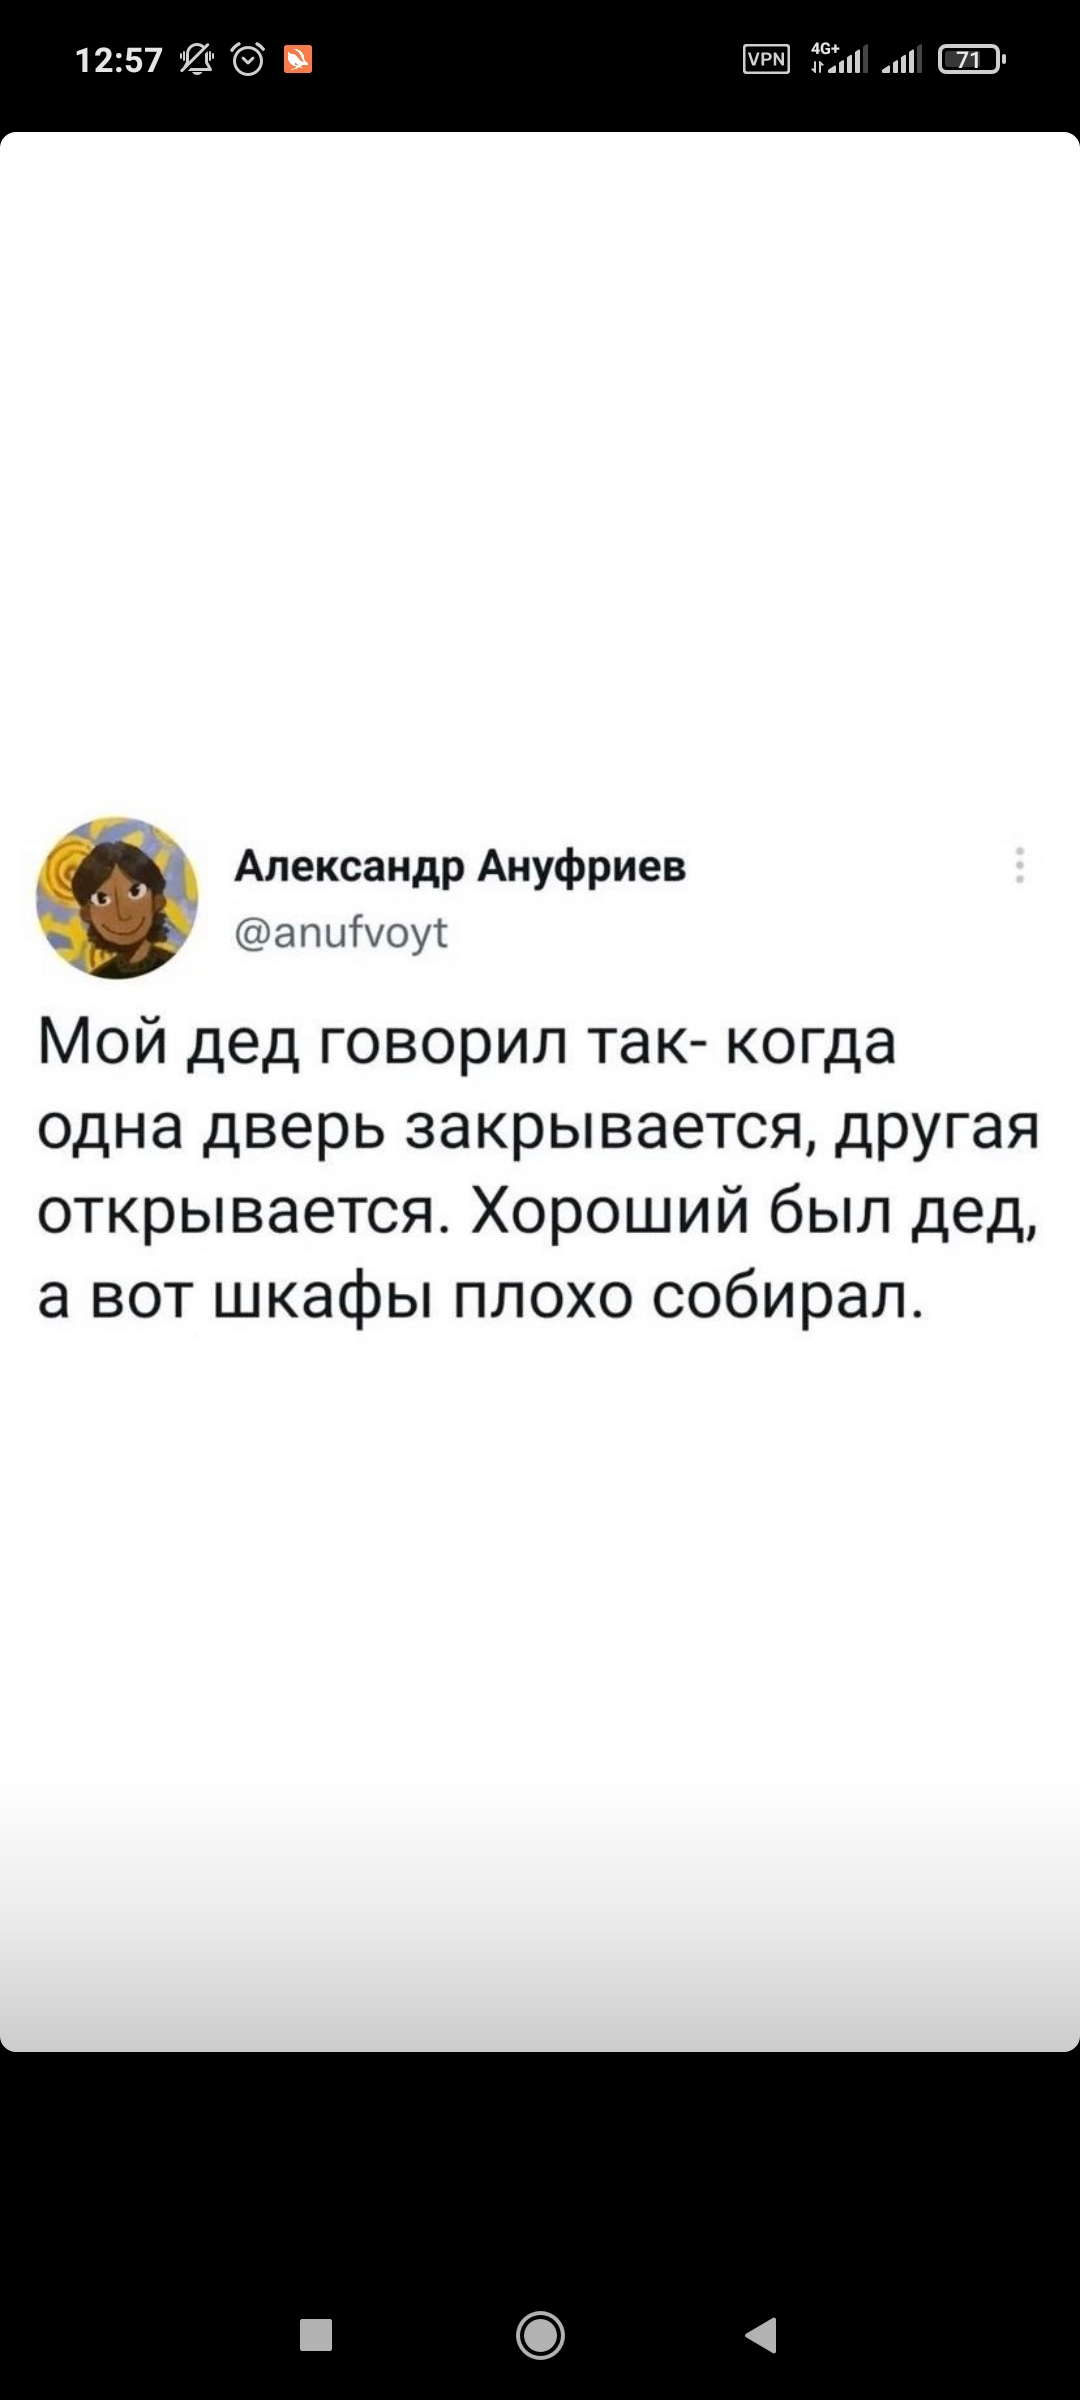 12:57 VPN 4G+ 71
Александр Ануфриев
@anufvoyt
Мой дед говорил так- когда
одна дверь закрывается, другая
открывается. Хороший был дед,
а вот шкафы плохо собирал.